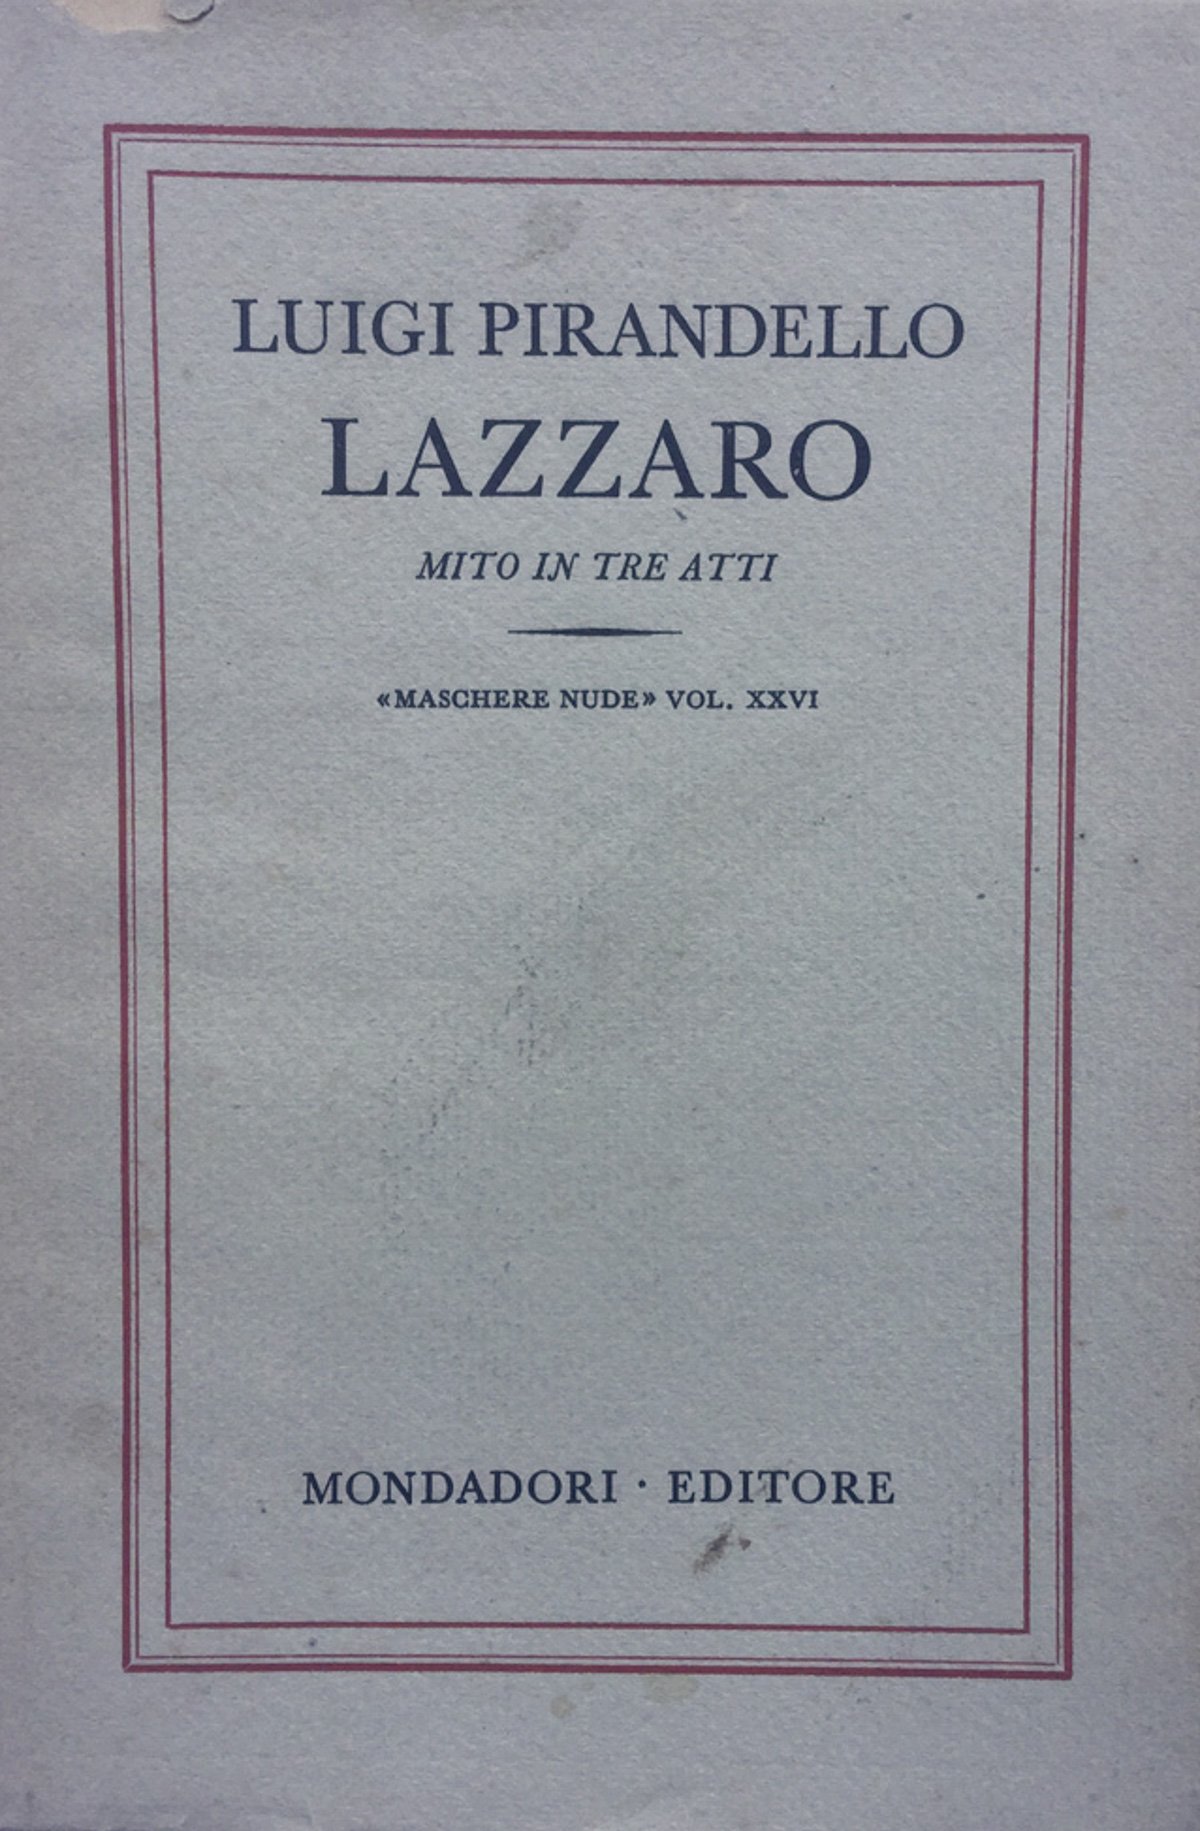 LUIGI PIRANDELLO
LAZZARO
MITO IN TRE ATTI
«MASCHERE NUDE» VOL. XXVI
MONDADORI · EDITORE